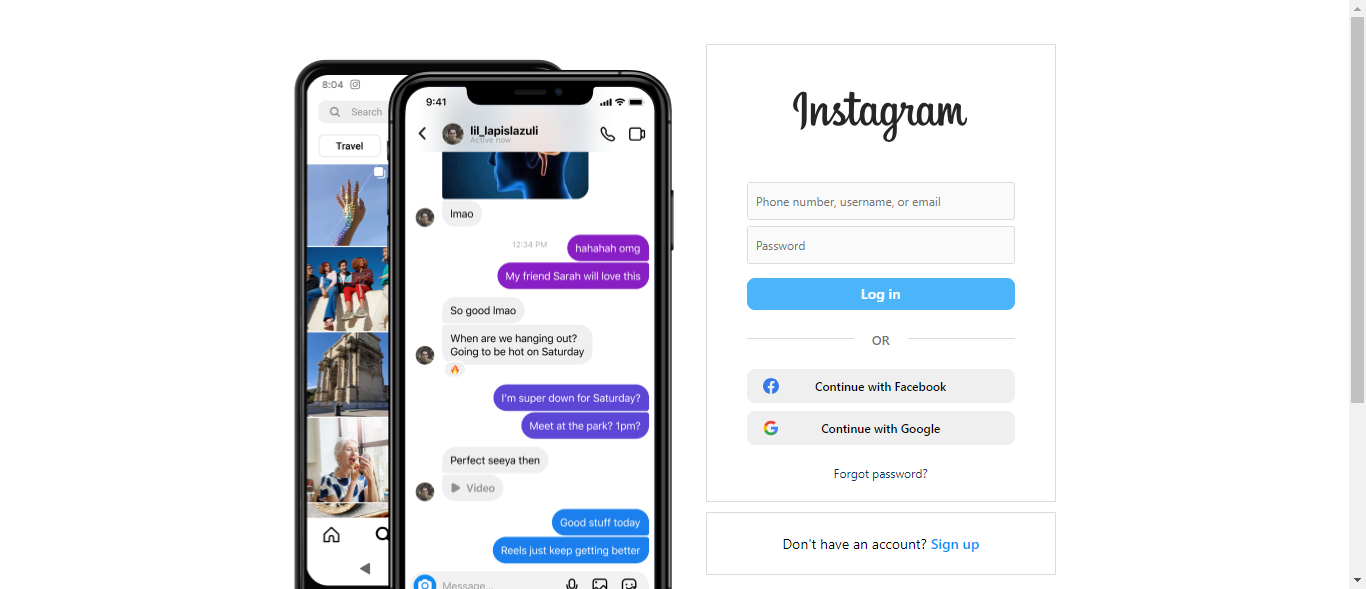 8:04
Search
Travel
9:41
lil_lapislazuli
Active now
lmao
12:34 PM
hahahah omg
My friend Sarah will love this
So good lmao
When are we hanging out?
Going to be hot on Saturday
I'm super down for Saturday?
Meet at the park? 1pm?
Perfect seeya then
Video
Good stuff today
Reels just keep getting better
Message...
Instagram
Phone number, username, or email
Password
Log in
OR
Continue with Facebook
Continue with Google
Forgot password?
Don't have an account? Sign up